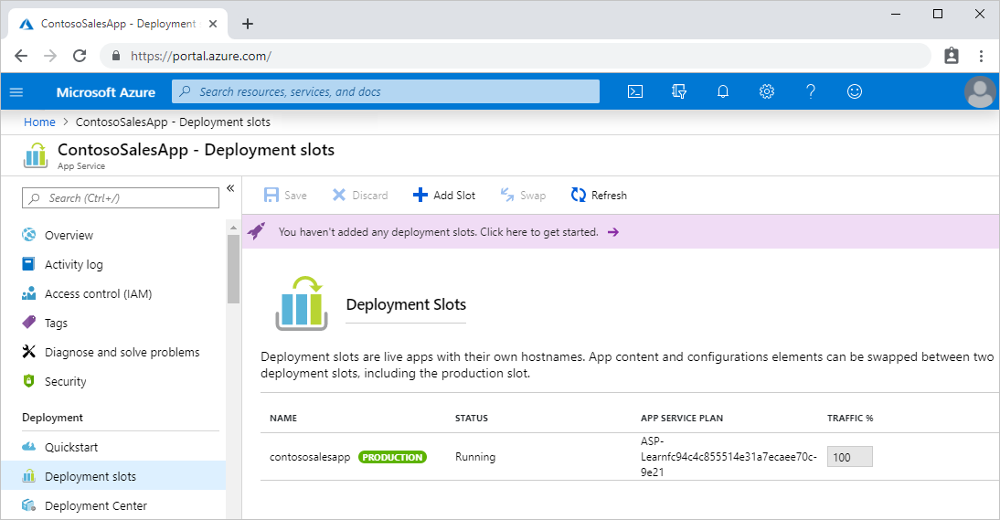 ContosoSalesApp - Deployment
https://portal.azure.com/
Microsoft Azure
Search resources, services, and docs
Home > ContosoSalesApp - Deployment slots
ContosoSalesApp - Deployment slots
App Service
Search (Ctrl+/)
Save
Discard
Add Slot
Swap
Refresh
You haven't added any deployment slots. Click here to get started.
Overview
Activity log
Access control (IAM)
Tags
Diagnose and solve problems
Security
Deployment
Quickstart
Deployment slots
Deployment Center
Deployment Slots
Deployment slots are live apps with their own hostnames. App content and configurations elements can be swapped between two
deployment slots, including the production slot.
NAME STATUS APP SERVICE PLAN TRAFFIC %
contososalesapp PRODUCTION Running
ASP-
Learnfc94c4c855514e31a7ecaee70c-
9e21
100